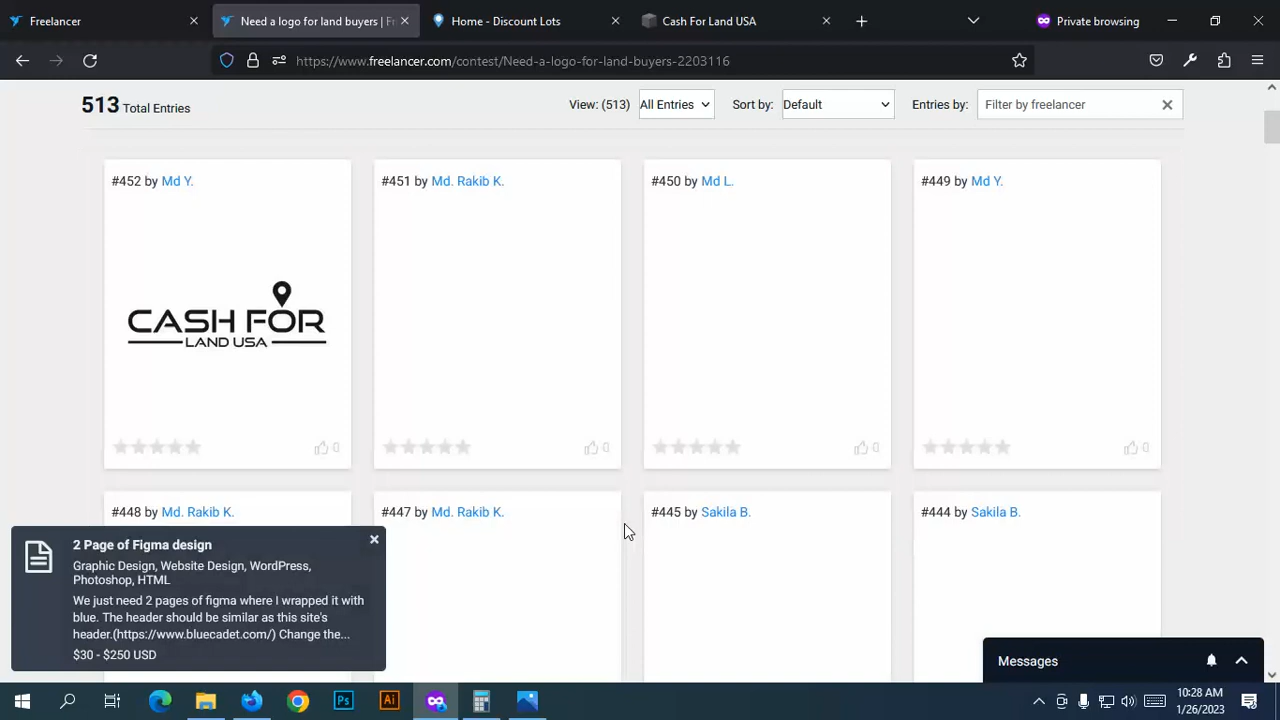 Freelancer
Need a logo for land buyers | Fr
Home - Discount Lots
Cash For Land USA
Private browsing
https://www.freelancer.com/contest/Need-a-logo-for-land-buyers-2203116
513 Total Entries
View: (513)
All Entries
Sort by:
Default
Entries by:
Filter by freelancer
#452 by Md Y.
#451 by Md. Rakib K.
#450 by Md L.
#449 by Md Y.
CASH FOR
LAND USA
0
0
0
0
#448 by Md. Rakib K.
#447 by Md. Rakib K.
#445 by Sakila B.
#444 by Sakila B.
2 Page of Figma design
Graphic Design, Website Design, WordPress,
Photoshop, HTML
We just need 2 pages of figma where I wrapped it with
blue. The header should be similar as this site's
header.(https://www.bluecadet.com/) Change the...
$30 - $250 USD
Messages
Ps
Ai
10:28 AM
1/26/2023